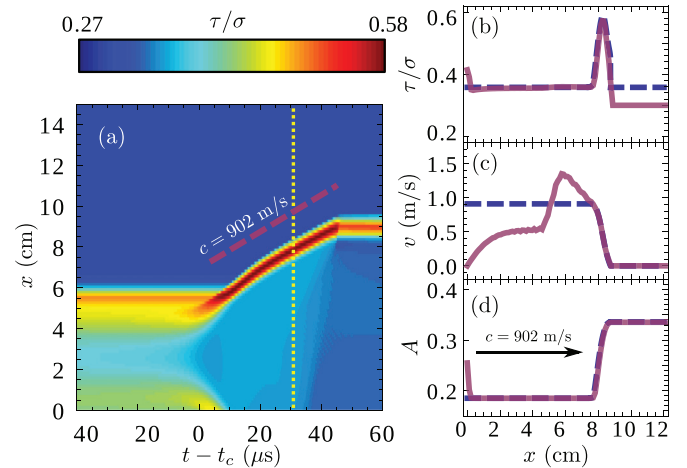 0.27 τ/σ 0.58
(a)
c = 902 m/s
x (cm)
14
12
10
8
6
4
2
0
40 20 0 20 40 60
t − t_c (μs)
(b)
τ/σ
0.6
0.4
0.2
(c)
v (m/s)
1.5
1.0
0.5
0.0
(d)
c = 902 m/s
A
0.3
0.2
0 2 4 6 8 10 12
x (cm)